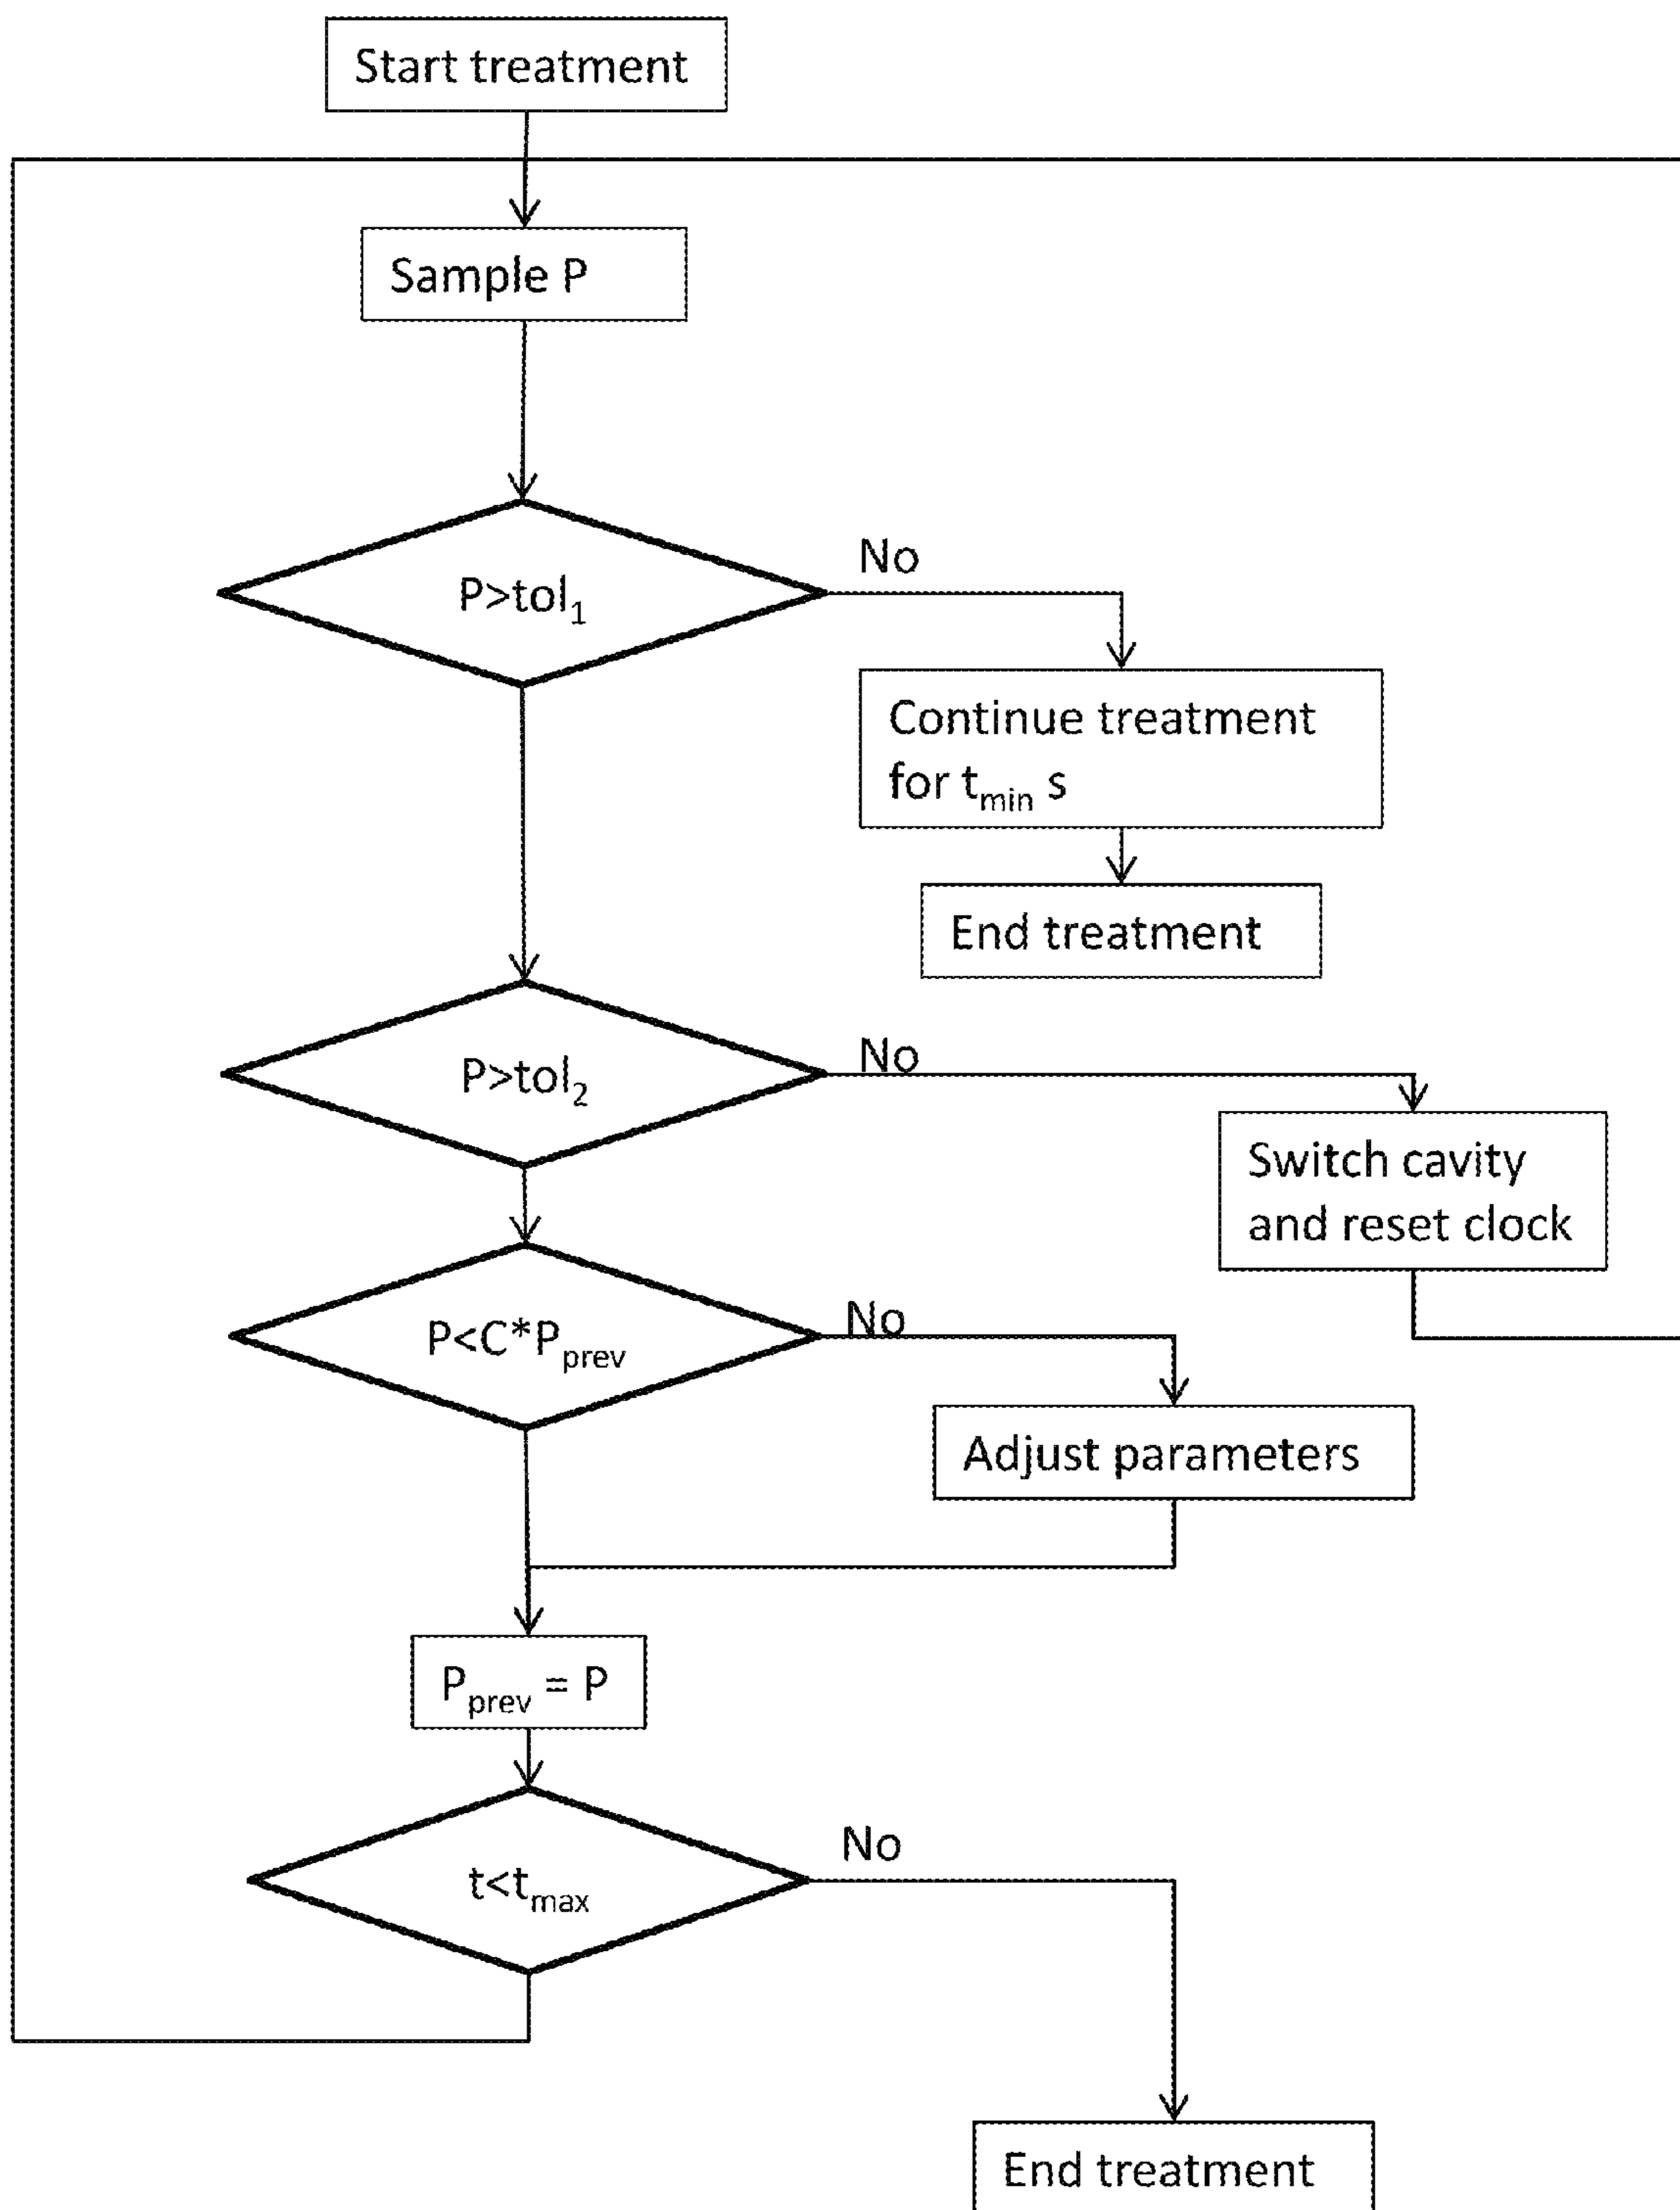 Start treatment
Sample P
P>tol₁
No
Continue treatment
for tₘᵢₙ s
End treatment
P>tol₂
No
Switch cavity
and reset clock
P<C*Pprev
No
Adjust parameters
Pprev = P
t<tmax
No
End treatment